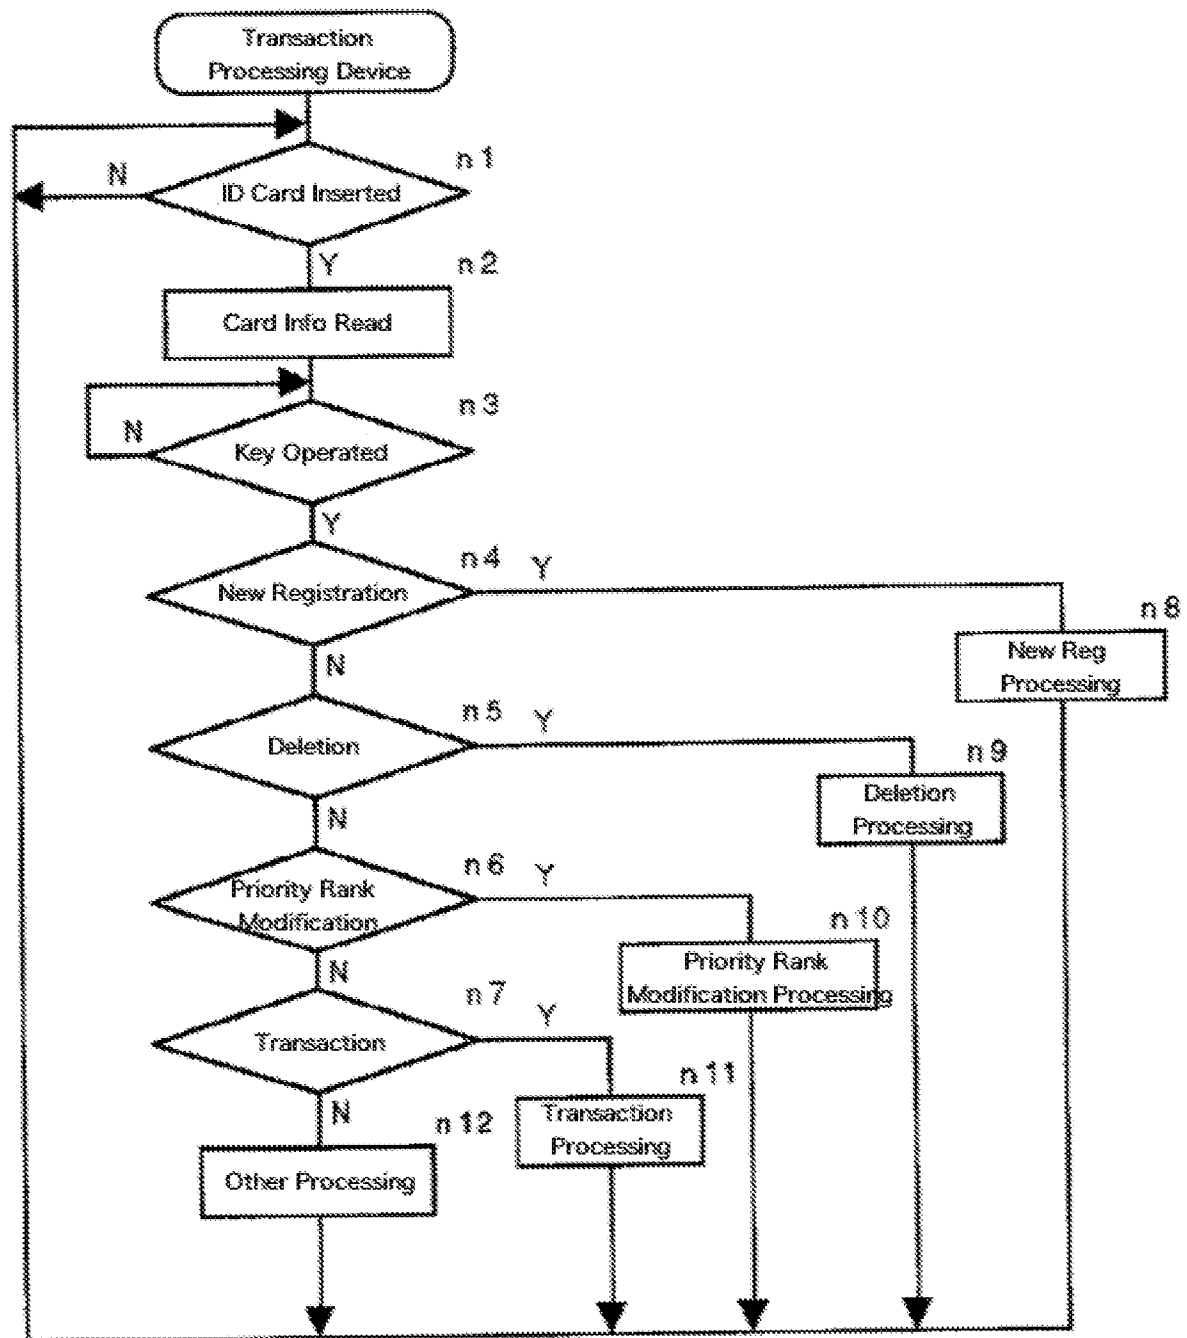 Transaction
Processing Device
n 1
N
ID Card Inserted
Y
n 2
Card Info Read
n 3
N
Key Operated
Y
n 4
Y
New Registration
n 8
New Reg
Processing
N
n 5
Y
Deletion
n 9
Deletion
Processing
N
n 6
Y
Priority Rank
Modification
n 10
Priority Rank
Modification Processing
N
n 7
Y
Transaction
n 11
Transaction
Processing
N
n 12
Other Processing